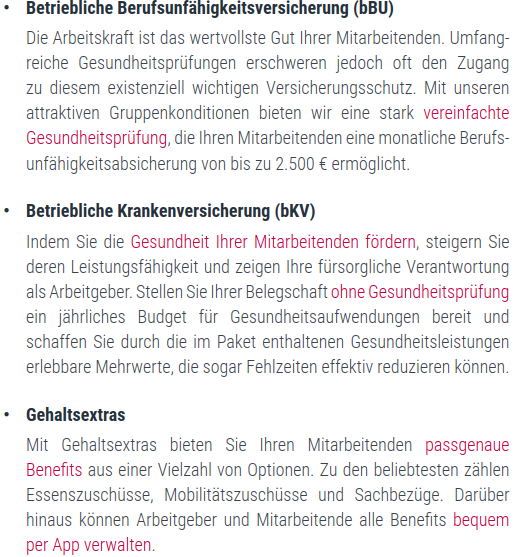 • Betriebliche Berufsunfähigkeitsversicherung (bBU)
Die Arbeitskraft ist das wertvollste Gut Ihrer Mitarbeitenden. Umfang-
reiche Gesundheitsprüfungen erschweren jedoch oft den Zugang
zu diesem existenziell wichtigen Versicherungsschutz. Mit unseren
attraktiven Gruppenkonditionen bieten wir eine stark vereinfachte
Gesundheitsprüfung, die Ihren Mitarbeitenden eine monatliche Berufs-
unfähigkeitsabsicherung von bis zu 2.500 € ermöglicht.
• Betriebliche Krankenversicherung (bKV)
Indem Sie die Gesundheit Ihrer Mitarbeitenden fördern, steigern Sie
deren Leistungsfähigkeit und zeigen Ihre fürsorgliche Verantwortung
als Arbeitgeber. Stellen Sie Ihrer Belegschaft ohne Gesundheitsprüfung
ein jährliches Budget für Gesundheitsaufwendungen bereit und
schaffen Sie durch die im Paket enthaltenen Gesundheitsleistungen
erlebbare Mehrwerte, die sogar Fehlzeiten effektiv reduzieren können.
• Gehaltsextras
Mit Gehaltsextras bieten Sie Ihren Mitarbeitenden passgenaue
Benefits aus einer Vielzahl von Optionen. Zu den beliebtesten zählen
Essenszuschüsse, Mobilitätszuschüsse und Sachbezüge. Darüber
hinaus können Arbeitgeber und Mitarbeitende alle Benefits bequem
per App verwalten.